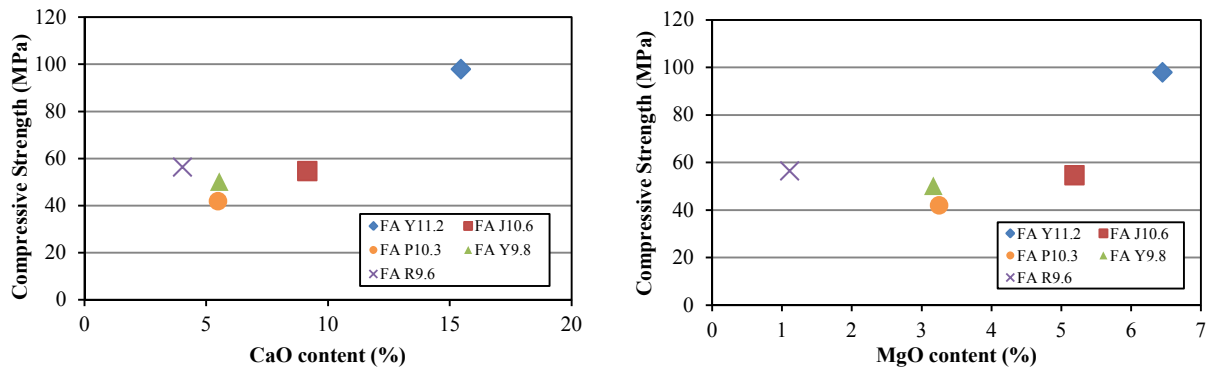 Compressive Strength (MPa)
120
100
80
60
40
20
0
0 5 10 15 20
CaO content (%)
FA Y11.2 FA J10.6
FA P10.3 FA Y9.8
FA R9.6
Compressive Strength (MPa)
120
100
80
60
40
20
0
0 1 2 3 4 5 6 7
MgO content (%)
FA Y11.2 FA J10.6
FA P10.3 FA Y9.8
FA R9.6